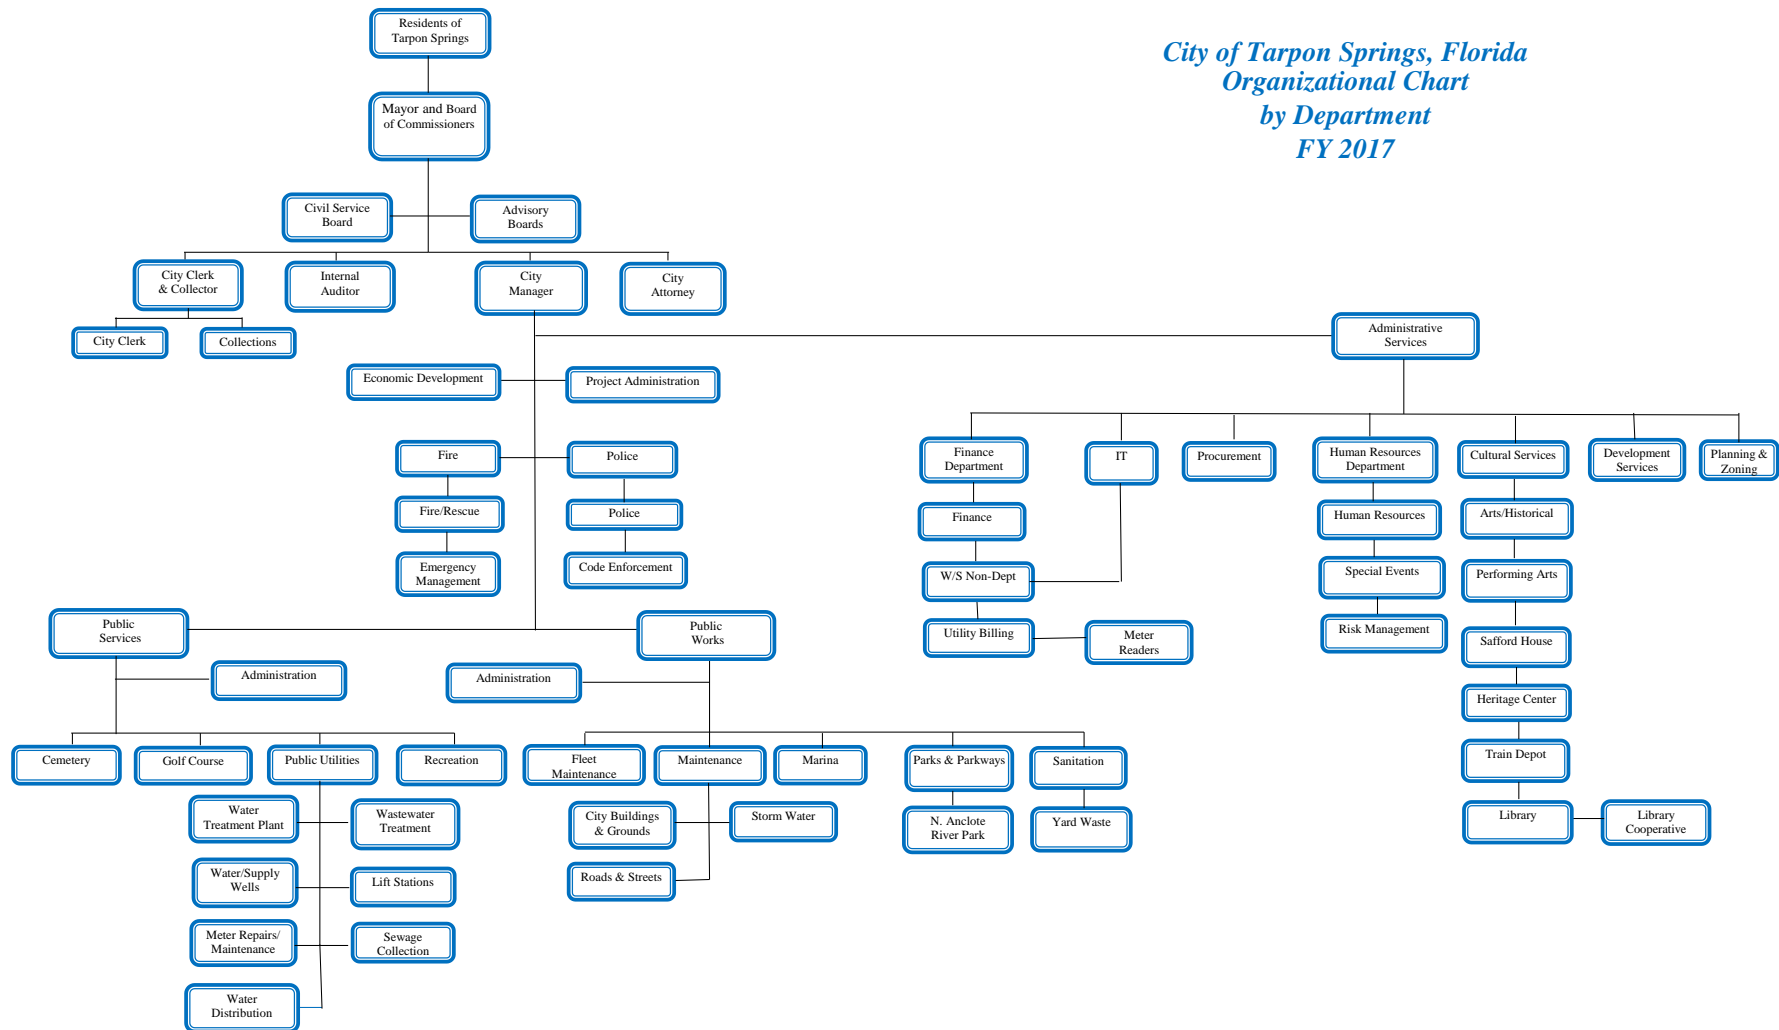 Residents of
Tarpon Springs
City of Tarpon Springs, Florida
Organizational Chart
by Department
FY 2017
Mayor and Board
of Commissioners
Civil Service
Board
Advisory
Boards
City Clerk
& Collector
Internal
Auditor
City
Manager
City
Attorney
City Clerk
Collections
Administrative
Services
Economic Development
Project Administration
Fire
Police
Fire/Rescue
Police
Emergency
Management
Code Enforcement
Finance
Department
IT
Procurement
Human Resources
Department
Cultural Services
Development
Services
Planning &
Zoning
Finance
Human Resources
Arts/Historical
W/S Non-Dept
Special Events
Performing Arts
Utility Billing
Meter
Readers
Risk Management
Safford House
Heritage Center
Train Depot
Library
Library
Cooperative
Public
Services
Public
Works
Administration
Administration
Cemetery
Golf Course
Public Utilities
Recreation
Fleet
Maintenance
Maintenance
Marina
Parks & Parkways
Sanitation
Water
Treatment Plant
Wastewater
Treatment
City Buildings
& Grounds
Storm Water
N. Anclote
River Park
Yard Waste
Water/Supply
Wells
Lift Stations
Roads & Streets
Meter Repairs/
Maintenance
Sewage
Collection
Water
Distribution